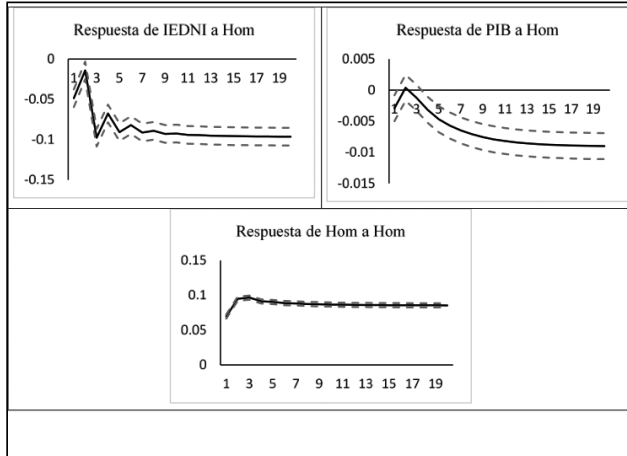 Respuesta de IEDNI a Hom
0
1 3 5 7 9 11 13 15 17 19
-0.05
-0.1
-0.15
Respuesta de PIB a Hom
0.005
0
1 3 5 7 9 11 13 15 17 19
-0.005
-0.01
-0.015
Respuesta de Hom a Hom
0.15
0.1
0.05
0
1 3 5 7 9 11 13 15 17 19